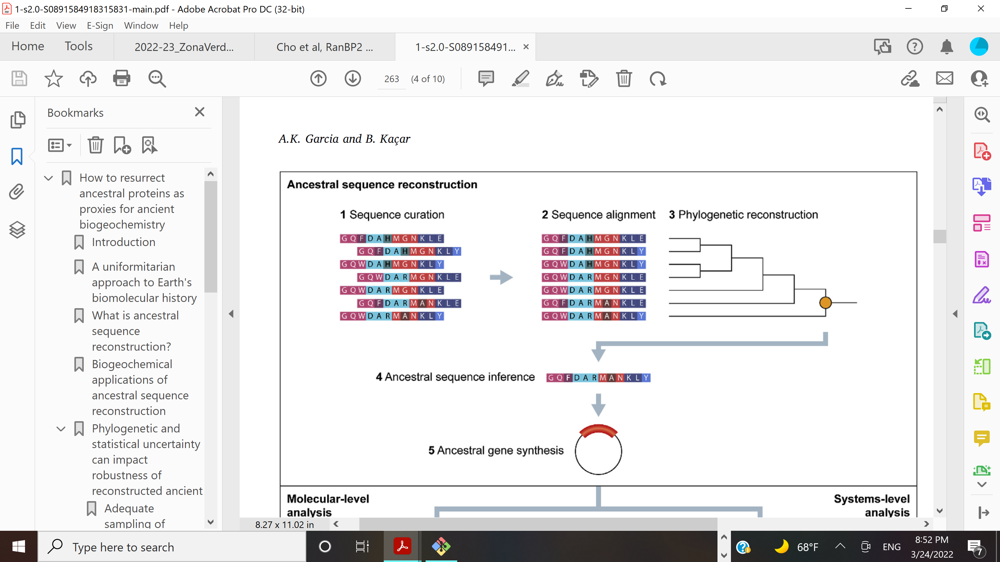 1-s2.0-S0891584918315831-main.pdf - Adobe Acrobat Pro DC (32-bit)
File Edit View E-Sign Window Help
Home Tools 2022-23_ZonaVerd... Cho et al, RanBP2 ... 1-s2.0-S089158491...
263 (4 of 10)
Bookmarks
How to resurrect
ancestral proteins as
proxies for ancient
biogeochemistry
Introduction
A uniformitarian
approach to Earth's
biomolecular history
What is ancestral
sequence
reconstruction?
Biogeochemical
applications of
ancestral sequence
reconstruction
Phylogenetic and
statistical uncertainty
can impact
robustness of
reconstructed ancient
Adequate
sampling of
A.K. Garcia and B. Kaçar
Ancestral sequence reconstruction
1 Sequence curation
GQFDAHMGNKLE
GQFDAHMGNKLY
GQWDAHMGNKLY
GQWDARMGNKLE
GQWDARMGNKLE
GQFDARMANKLE
GQWDARMANKLY
2 Sequence alignment
GQFDAHMGNKLE
GQFDAHMGNKLY
GQWDAHMGNKLY
GQWDARMGNKLE
GQWDARMGNKLE
GQFDARMANKLE
GQWDARMANKLY
3 Phylogenetic reconstruction
4 Ancestral sequence inference GQFDARMANKLY
5 Ancestral gene synthesis
Molecular-level
analysis
Systems-level
analysis
8.27 x 11.02 in
Type here to search
68°F
ENG
8:52 PM
3/24/2022
7